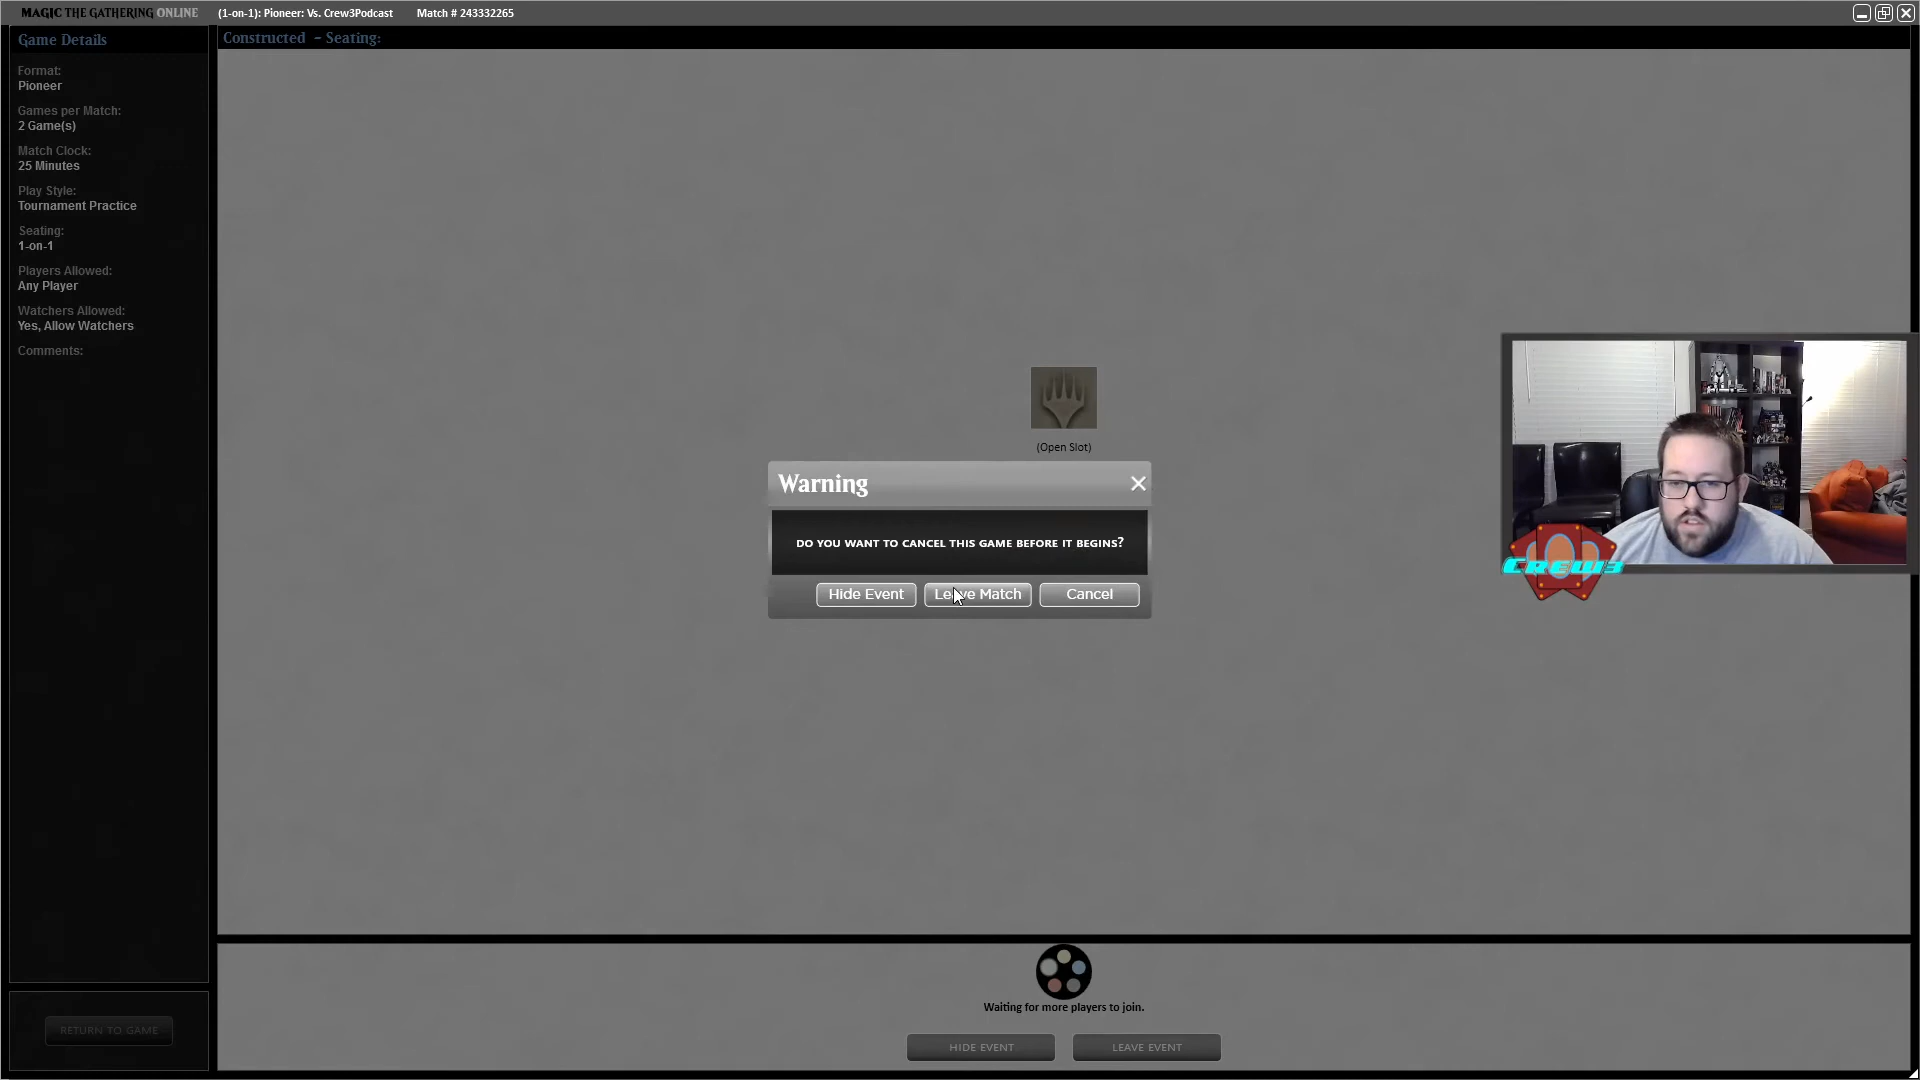 MAGIC THE GATHERING ONLINE
(1-on-1): Pioneer: Vs. Crew3Podcast
Match # 243332265
Game Details
Constructed - Seating:
Format:
Pioneer
Games per Match:
2 Game(s)
Match Clock:
25 Minutes
Play Style:
Tournament Practice
Seating:
1-on-1
Players Allowed:
Any Player
Watchers Allowed:
Yes, Allow Watchers
Comments:
(Open Slot)
Warning
DO YOU WANT TO CANCEL THIS GAME BEFORE IT BEGINS?
Hide Event
Leave Match
Cancel
CREW3
Waiting for more players to join.
RETURN TO GAME
HIDE EVENT
LEAVE EVENT